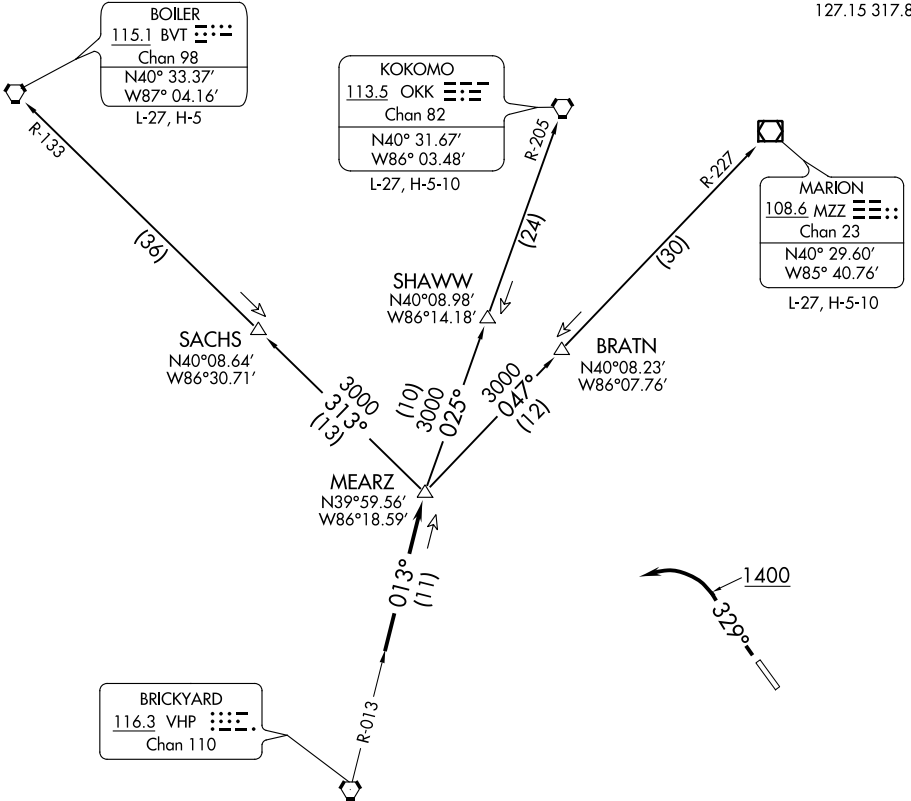 127.15 317.8
BOILER
115.1 BVT
Chan 98
N40° 33.37′
W87° 04.16′
L-27, H-5
KOKOMO
113.5 OKK
Chan 82
N40° 31.67′
W86° 03.48′
L-27, H-5-10
MARION
108.6 MZZ
Chan 23
N40° 29.60′
W85° 40.76′
L-27, H-5-10
R-133
R-205
R-227
(36)
(24)
(30)
SHAWW
N40°08.98′
W86°14.18′
SACHS
N40°08.64′
W86°30.71′
BRATN
N40°08.23′
W86°07.76′
3000
313°
(13)
(10)
3000
025°
3000
047°
(12)
MEARZ
N39°59.56′
W86°18.59′
013°
(11)
1400
329°
BRICKYARD
116.3 VHP
Chan 110
R-013